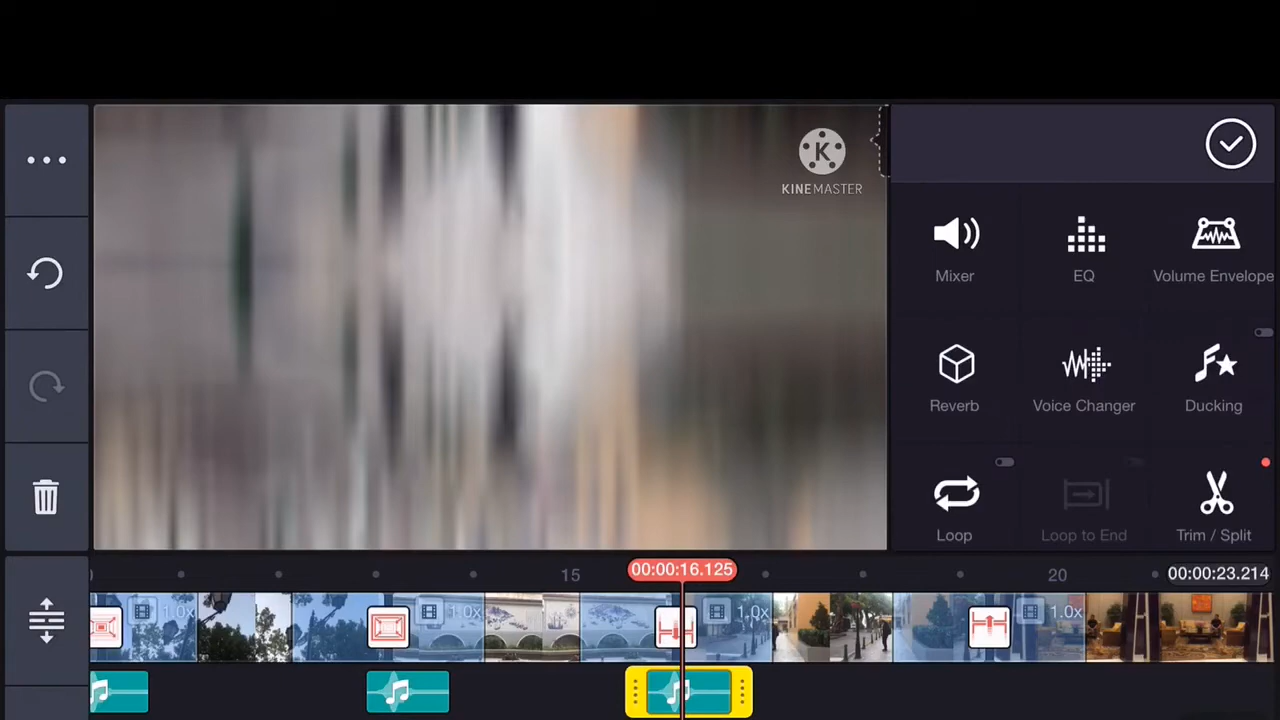 K
KINEMASTER
Mixer
EQ
Volume Envelope
Reverb
Voice Changer
Ducking
Loop
Loop to End
Trim / Split
15
00:00:16.125
20
00:00:23.214
1.0x
1.0x
1.0x
1.0x